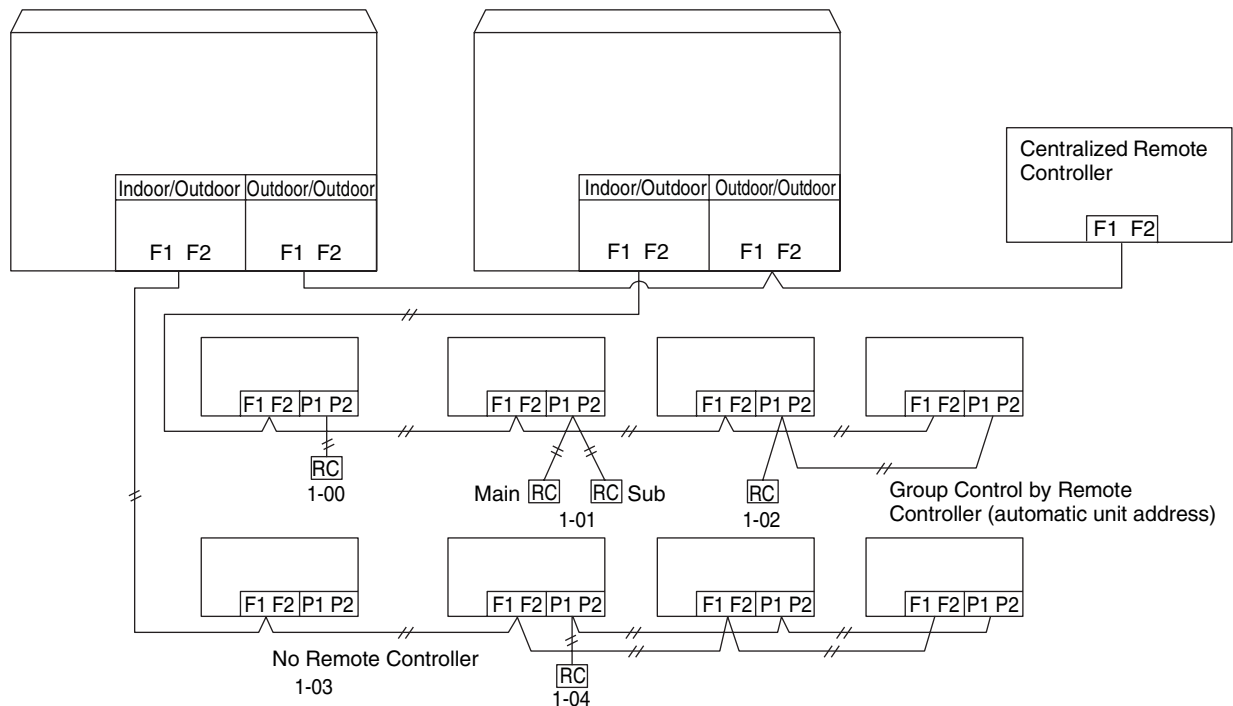 Indoor/Outdoor Outdoor/Outdoor
F1 F2 F1 F2
Indoor/Outdoor Outdoor/Outdoor
F1 F2 F1 F2
Centralized Remote
Controller
F1 F2
F1 F2 P1 P2
F1 F2 P1 P2
F1 F2 P1 P2
F1 F2 P1 P2
RC
1-00
Main RC RC Sub
1-01
RC
1-02
Group Control by Remote
Controller (automatic unit address)
F1 F2 P1 P2
F1 F2 P1 P2
F1 F2 P1 P2
F1 F2 P1 P2
No Remote Controller
1-03
RC
1-04